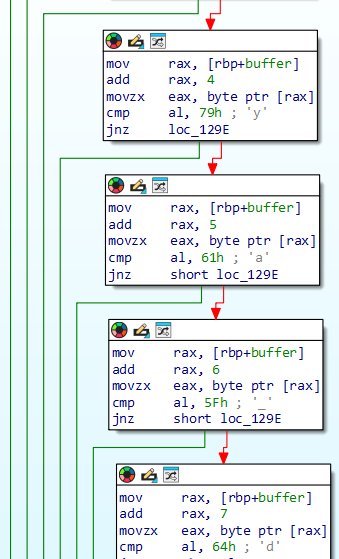 mov rax, [rbp+buffer]
add rax, 4
movzx eax, byte ptr [rax]
cmp al, 79h ; 'y'
jnz loc_129E
mov rax, [rbp+buffer]
add rax, 5
movzx eax, byte ptr [rax]
cmp al, 61h ; 'a'
jnz short loc_129E
mov rax, [rbp+buffer]
add rax, 6
movzx eax, byte ptr [rax]
cmp al, 5Fh ; '_'
jnz short loc_129E
mov rax, [rbp+buffer]
add rax, 7
movzx eax, byte ptr [rax]
cmp al, 64h ; 'd'